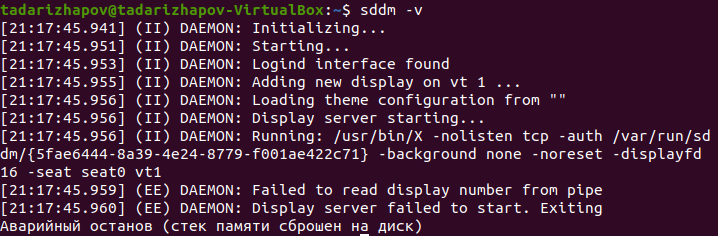 tadarizhapov@tadarizhapov-VirtualBox:~$ sddm -v
[21:17:45.941] (II) DAEMON: Initializing...
[21:17:45.951] (II) DAEMON: Starting...
[21:17:45.953] (II) DAEMON: Logind interface found
[21:17:45.955] (II) DAEMON: Adding new display on vt 1 ...
[21:17:45.956] (II) DAEMON: Loading theme configuration from ""
[21:17:45.956] (II) DAEMON: Display server starting...
[21:17:45.956] (II) DAEMON: Running: /usr/bin/X -nolisten tcp -auth /var/run/sd
dm/{5fae6444-8a39-4e24-8779-f001ae422c71} -background none -noreset -displayfd
16 -seat seat0 vt1
[21:17:45.959] (EE) DAEMON: Failed to read display number from pipe
[21:17:45.960] (EE) DAEMON: Display server failed to start. Exiting
Аварийный останов (стек памяти сброшен на диск)